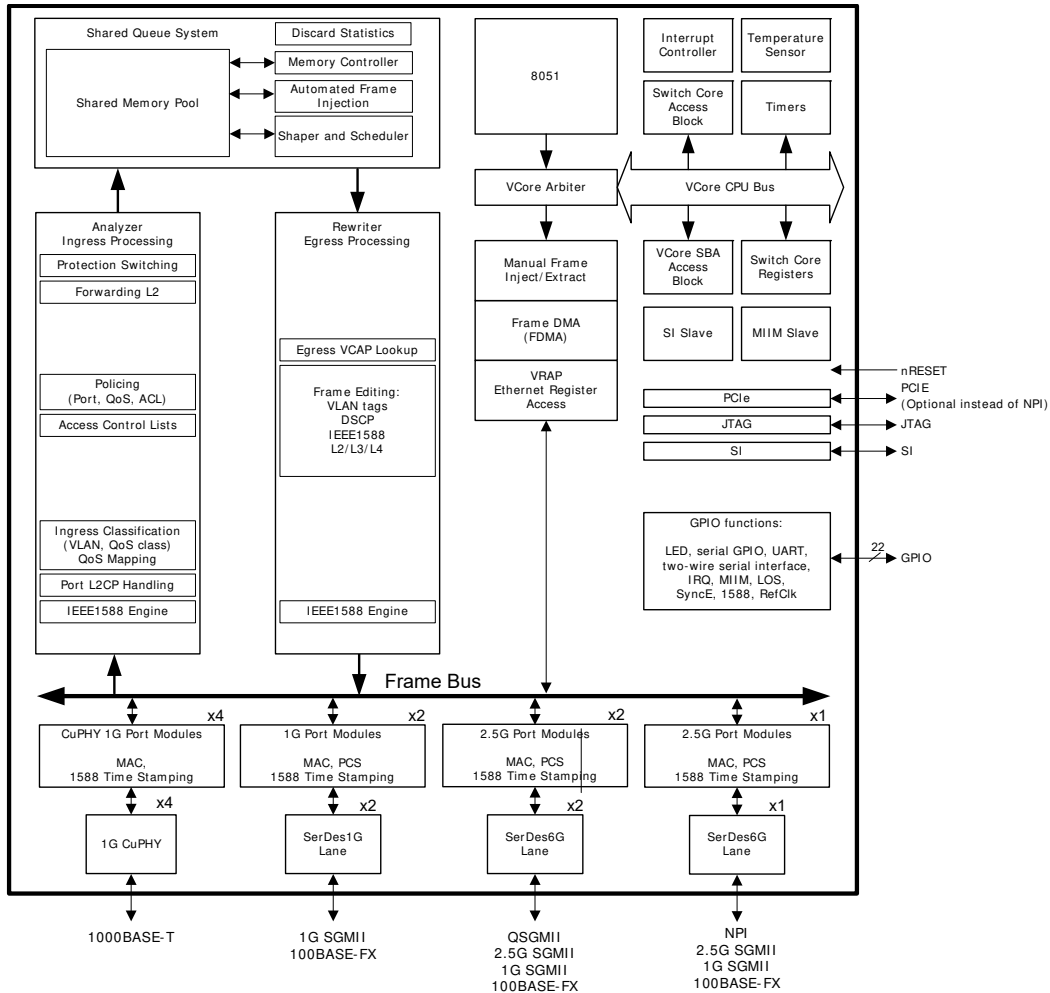 Shared Queue System
Discard Statistics
Memory Controller
Automated Frame
Injection
Shaper and Scheduler
Shared Memory Pool
8051
Interrupt
Controller
Temperature
Sensor
Switch Core
Access
Block
Timers
VCore Arbiter
VCore CPU Bus
Analyzer
Ingress Processing
Protection Switching
Forwarding L2
Policing
(Port, QoS, ACL)
Access Control Lists
Ingress Classification
(VLAN, QoS class)
QoS Mapping
Port L2CP Handling
IEEE1588 Engine
Rewriter
Egress Processing
Egress VCAP Lookup
Frame Editing:
VLAN tags
DSCP
IEEE1588
L2/L3/L4
IEEE1588 Engine
Manual Frame
Inject/Extract
Frame DMA
(FDMA)
VRAP
Ethernet Register
Access
VCore SBA
Access
Block
Switch Core
Registers
SI Slave
MIIM Slave
nRESET
PCIe
PCIE
(Optional instead of NPI)
JTAG
JTAG
SI
SI
GPIO functions:
LED, serial GPIO, UART,
two-wire serial interface,
IRQ, MIIM, LOS,
SyncE, 1588, RefClk
22
GPIO
Frame Bus
x4
CuPHY 1G Port Modules
MAC,
1588 Time Stamping
x2
1G Port Modules
MAC, PCS
1588 Time Stamping
x2
2.5G Port Modules
MAC, PCS
1588 Time Stamping
x1
2.5G Port Modules
MAC, PCS
1588 Time Stamping
x4
1G CuPHY
x2
SerDes1G
Lane
x2
SerDes6G
Lane
x1
SerDes6G
Lane
1000BASE-T
1G SGMII
100BASE-FX
QSGMII
2.5G SGMII
1G SGMII
100BASE-FX
NPI
2.5G SGMII
1G SGMII
100BASE-FX